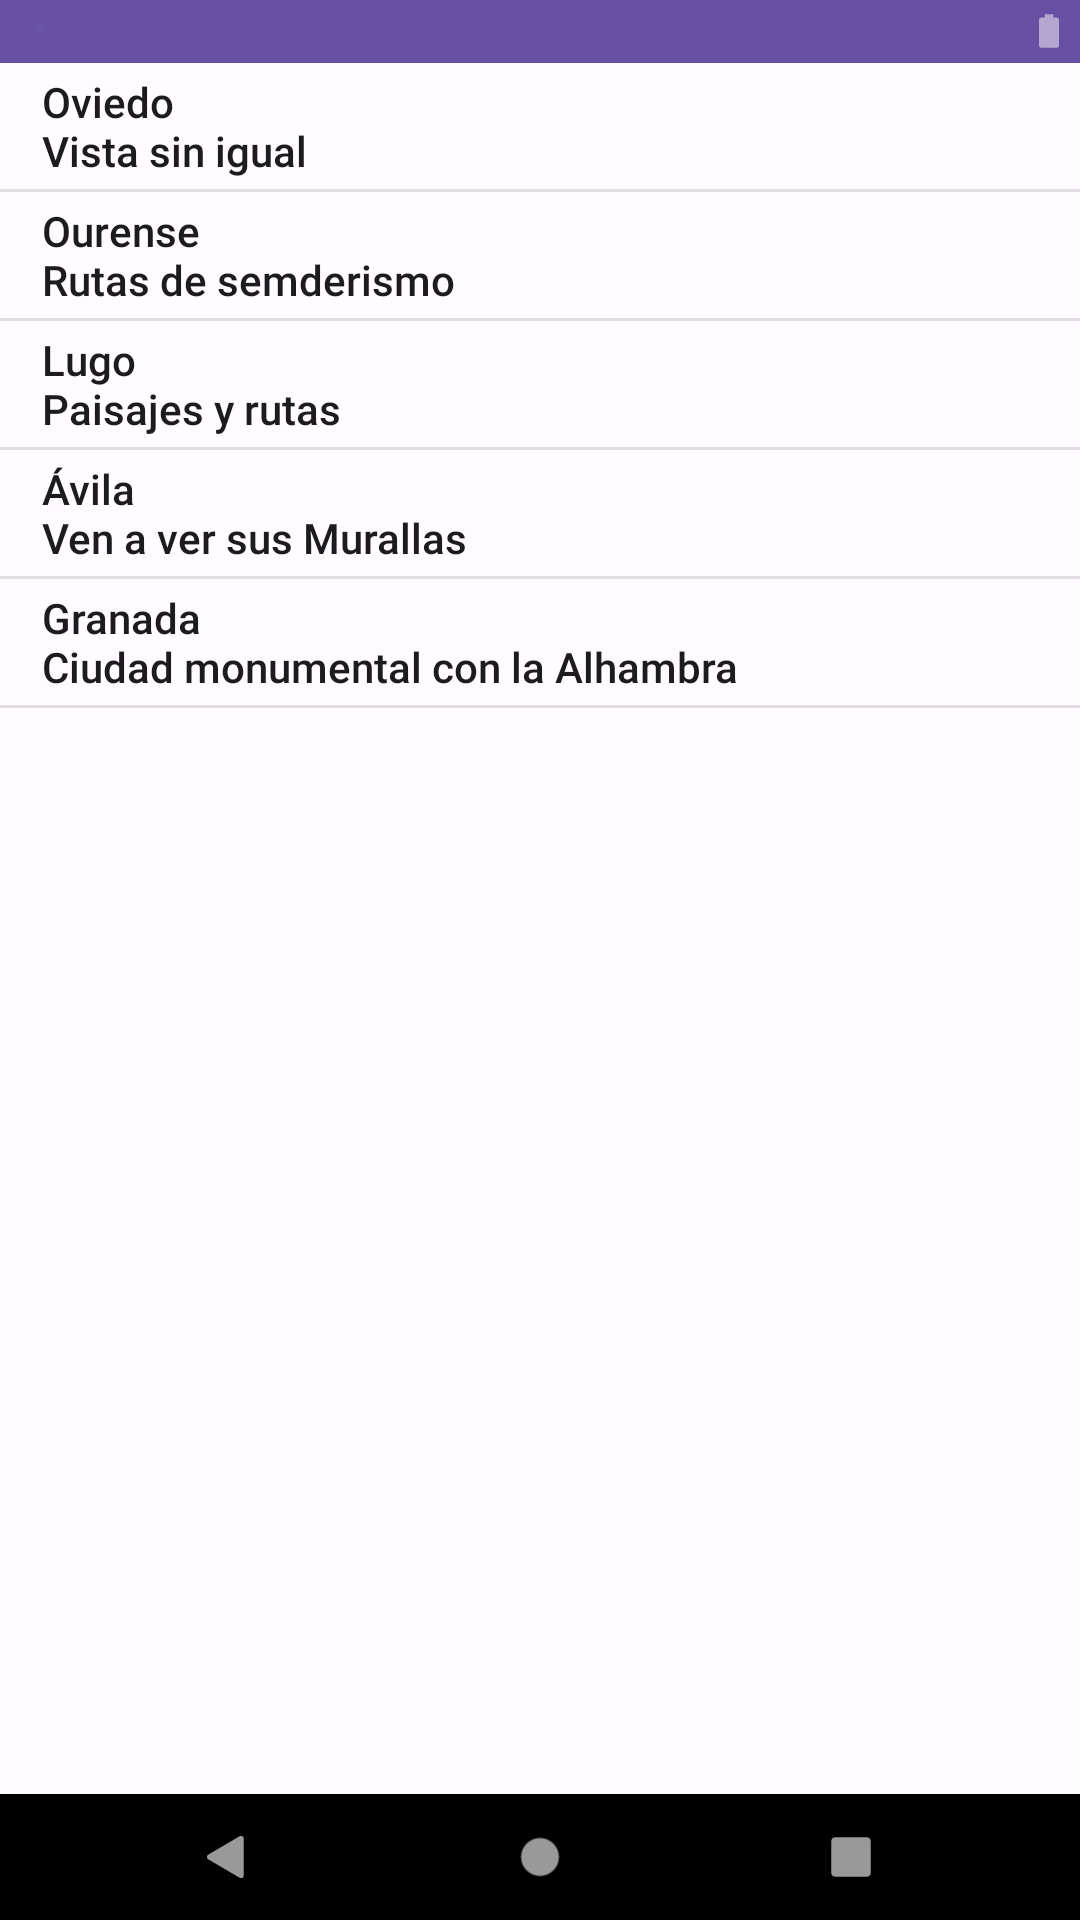 Oviedo
Vista sin igual
Ourense
Rutas de semderismo
Lugo
Paisajes y rutas
Ávila
Ven a ver sus Murallas
Granada
Ciudad monumental con la Alhambra